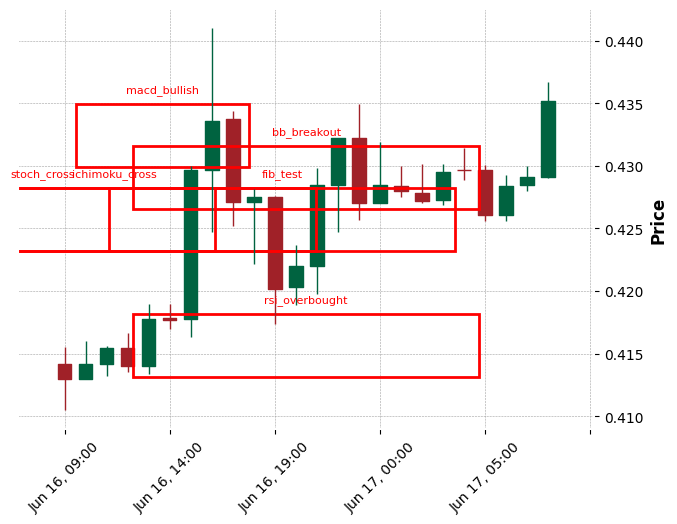 0.440
macd_bullish
0.435
bb_breakout
0.430
stoch_cross
ichimoku_cross
fib_test
0.425
0.420
rsi_overbought
0.415
0.410
Price
Jun 16, 09:00
Jun 16, 14:00
Jun 16, 19:00
Jun 17, 00:00
Jun 17, 05:00